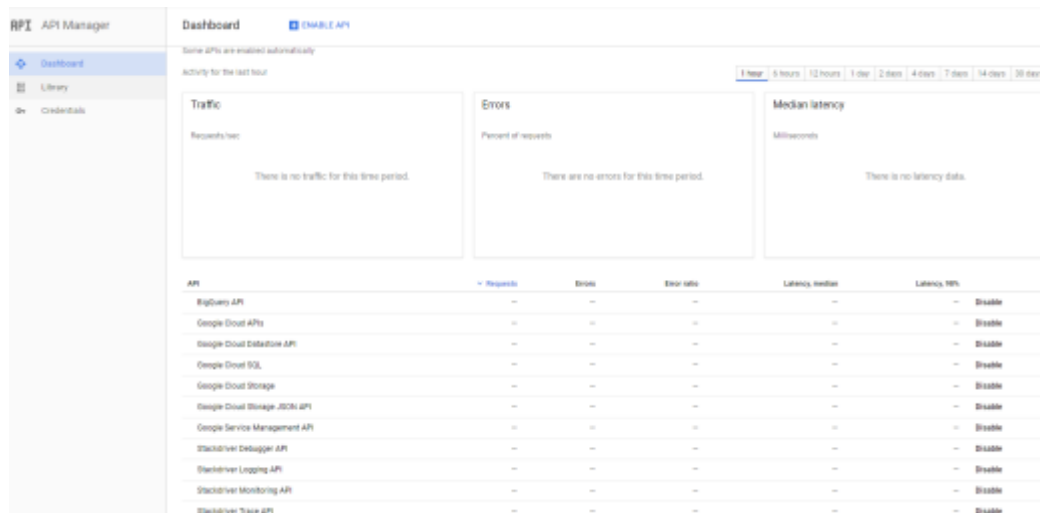 API API Manager
Dashboard
ENABLE API
Some APIs are enabled automatically
Dashboard
Library
Credentials
Activity for the last hour
1 hour 6 hours 12 hours 1 day 2 days 4 days 7 days 14 days 30 days
Traffic
Requests/sec
There is no traffic for this time period.
Errors
Percent of requests
There are no errors for this time period.
Median latency
Milliseconds
There is no latency data.
API Requests Errors Error ratio Latency, median Latency, 98%
BigQuery API – – – – – Disable
Google Cloud APIs – – – – – Disable
Google Cloud Datastore API – – – – – Disable
Google Cloud SQL – – – – – Disable
Google Cloud Storage – – – – – Disable
Google Cloud Storage JSON API – – – – – Disable
Google Service Management API – – – – – Disable
Stackdriver Debugger API – – – – – Disable
Stackdriver Logging API – – – – – Disable
Stackdriver Monitoring API – – – – – Disable
Stackdriver Trace API – – – – – Disable